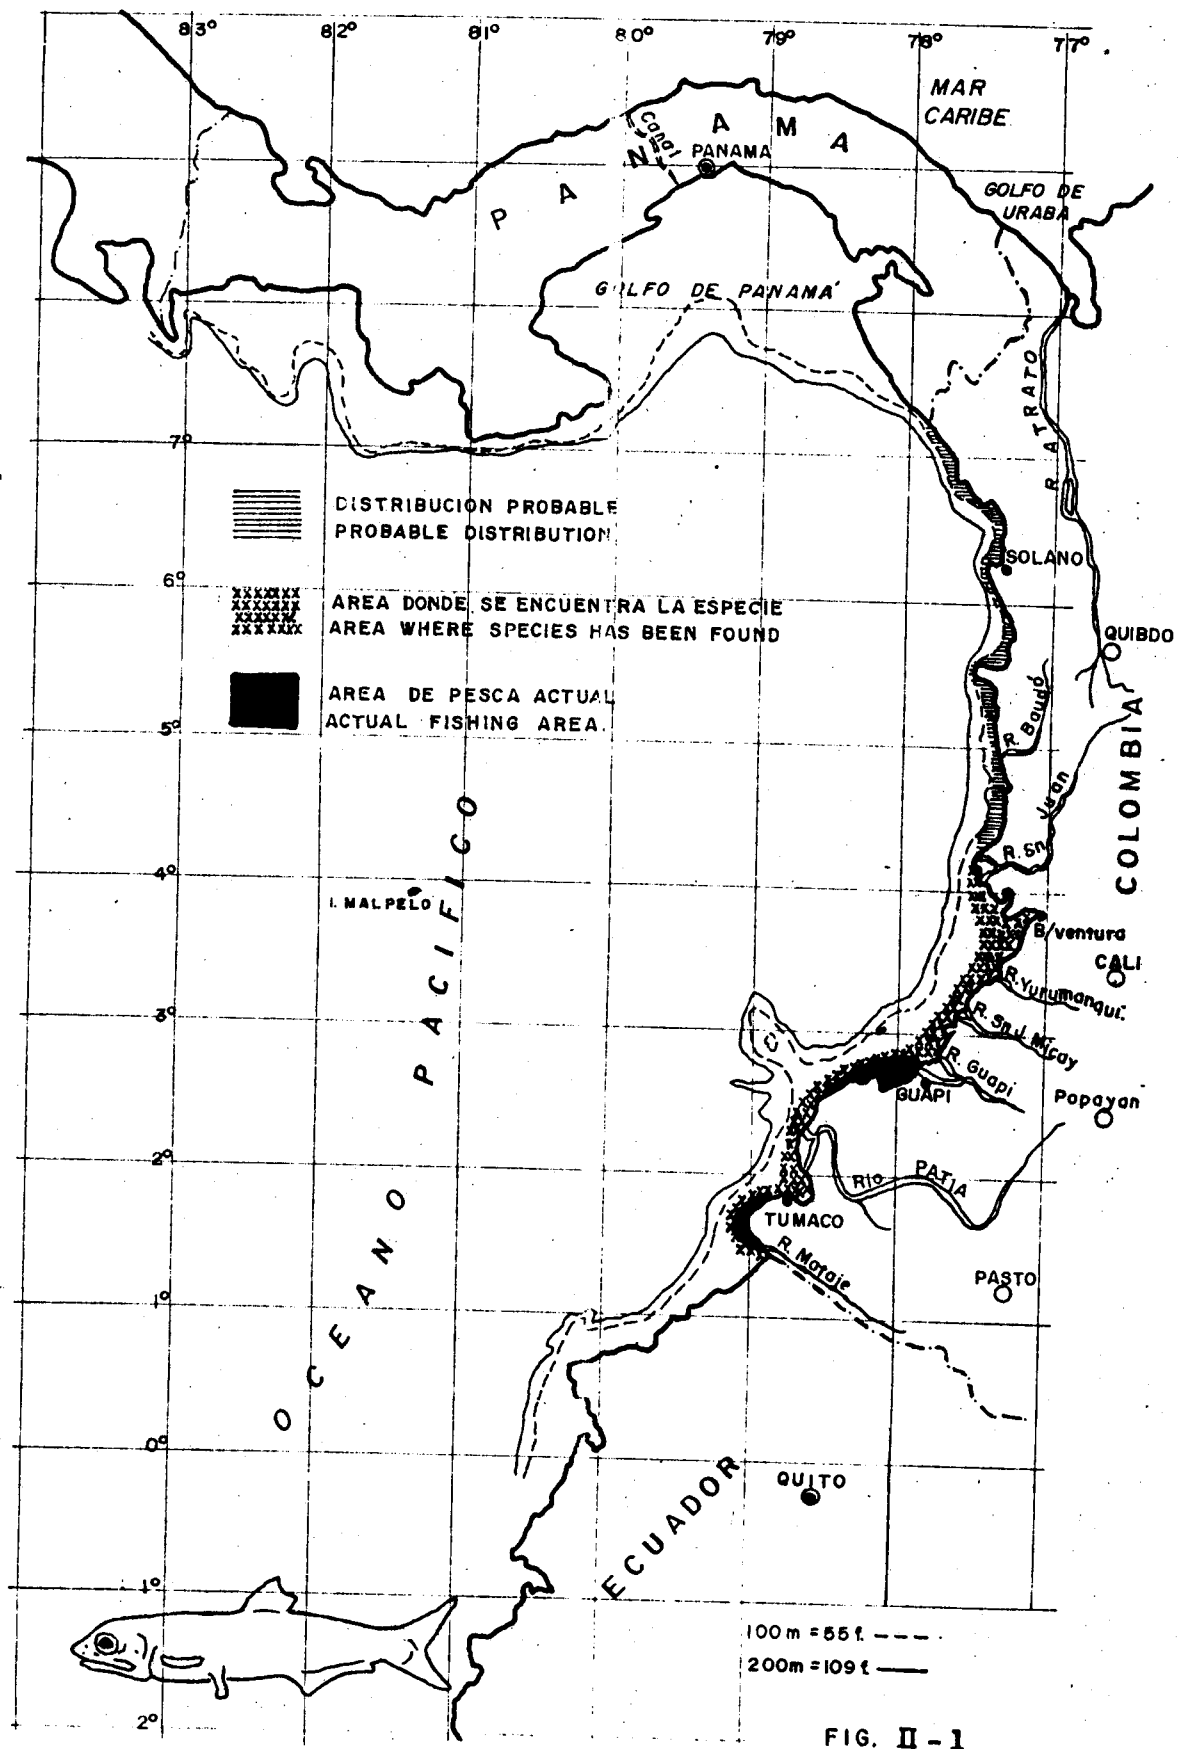 83° 82° 81° 80° 79° 78° 77°
MAR
CARIBE
PANAMA
Canal
PANAMA
GOLFO DE
URABA
GOLFO DE PANAMÁ
R ATRATO
7°
DISTRIBUCION PROBABLE
PROBABLE DISTRIBUTION
SOLANO
6°
AREA DONDE SE ENCUENTRA LA ESPECIE
AREA WHERE SPECIES HAS BEEN FOUND
QUIBDO
AREA DE PESCA ACTUAL
ACTUAL FISHING AREA.
5°
R. Baudó
COLOMBIA
R. Sn Juan
4°
I. MALPELO
OCEANO PACIFICO
B/ventura
CALI
R. Yurumangui.
3°
R. Sn J. Micay
R. Guapi
GUAPI
Popayan
2°
RIO PATIA
TUMACO
R. Mataje
PASTO
1°
0°
ECUADOR
QUITO
1°
100m = 55 f. ----
200m = 109 f. ——
2°
FIG. II - 1